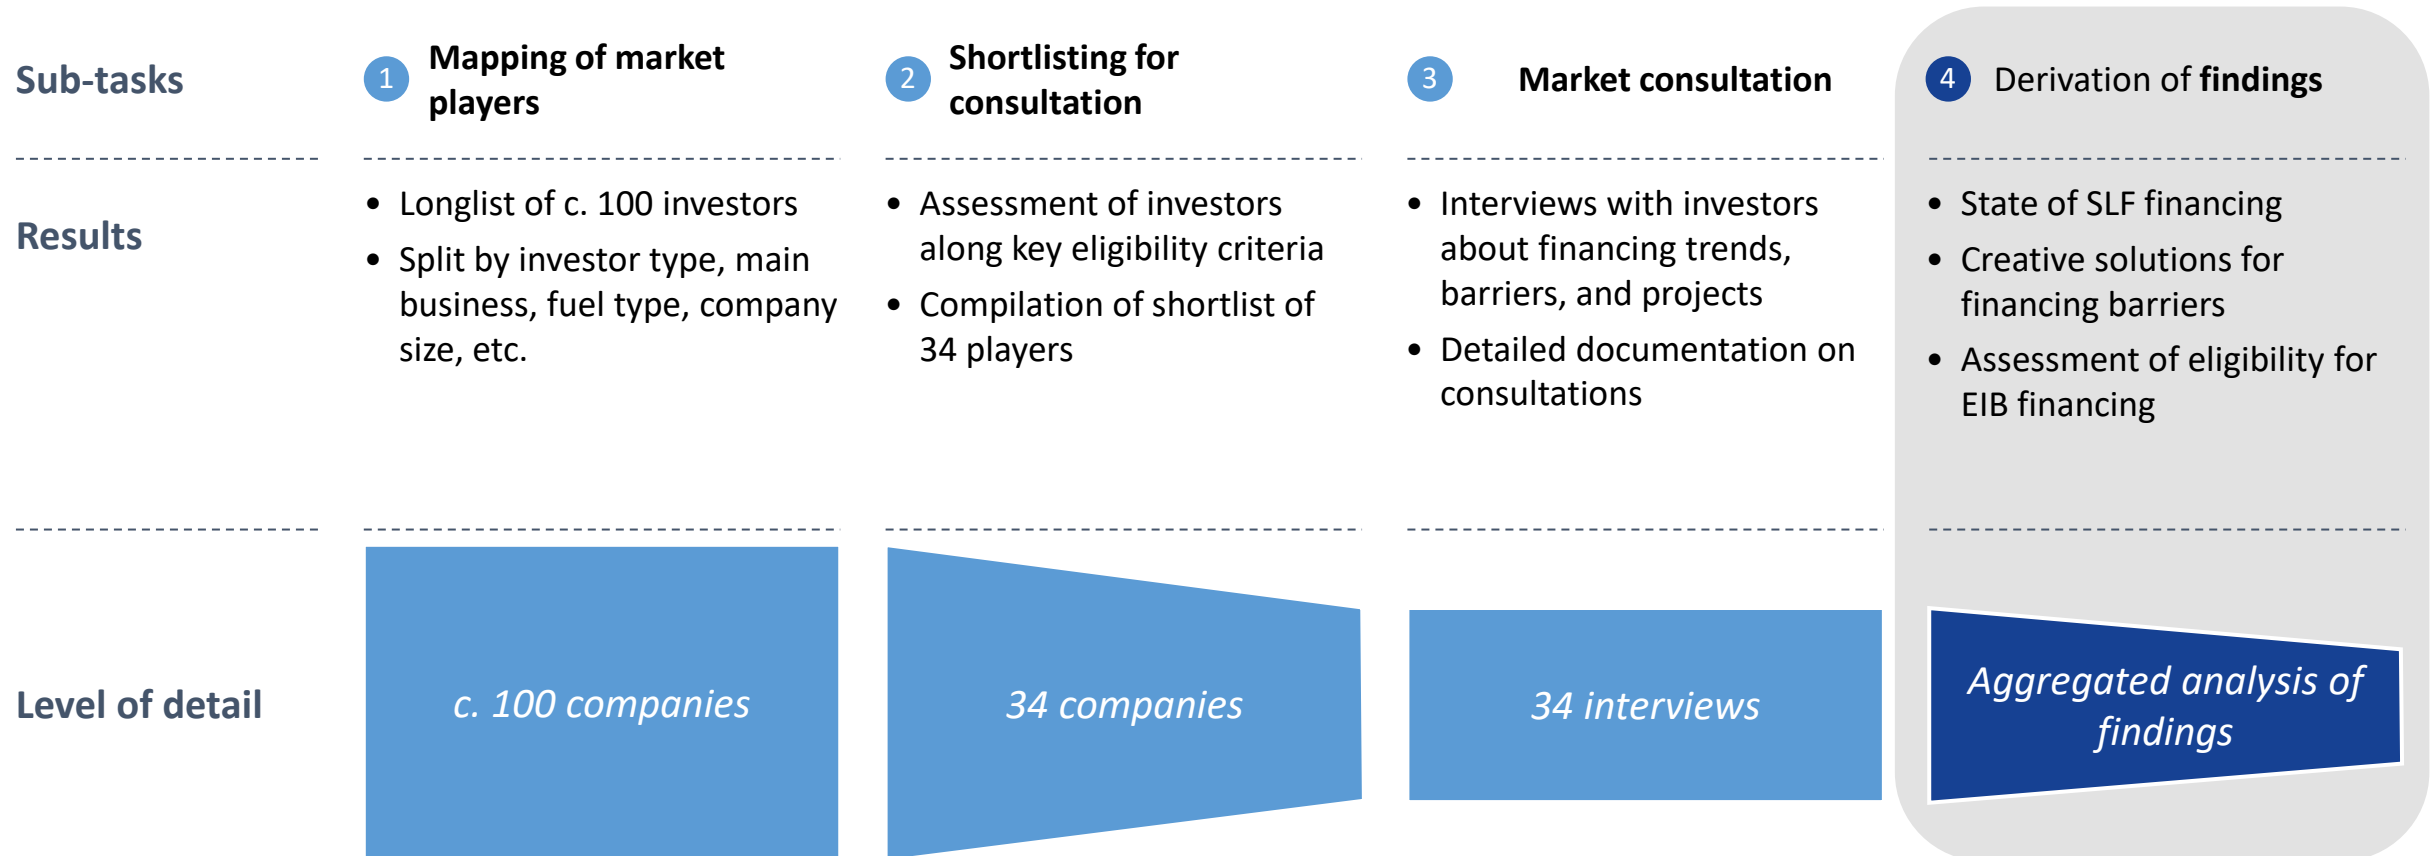 Sub-tasks
1
Mapping of market
players
2
Shortlisting for
consultation
3
Market consultation
4
Derivation of findings
Results
• Longlist of c. 100 investors
• Split by investor type, main
business, fuel type, company
size, etc.
• Assessment of investors
along key eligibility criteria
• Compilation of shortlist of
34 players
• Interviews with investors
about financing trends,
barriers, and projects
• Detailed documentation on
consultations
• State of SLF financing
• Creative solutions for
financing barriers
• Assessment of eligibility for
EIB financing
Level of detail
c. 100 companies
34 companies
34 interviews
Aggregated analysis of
findings